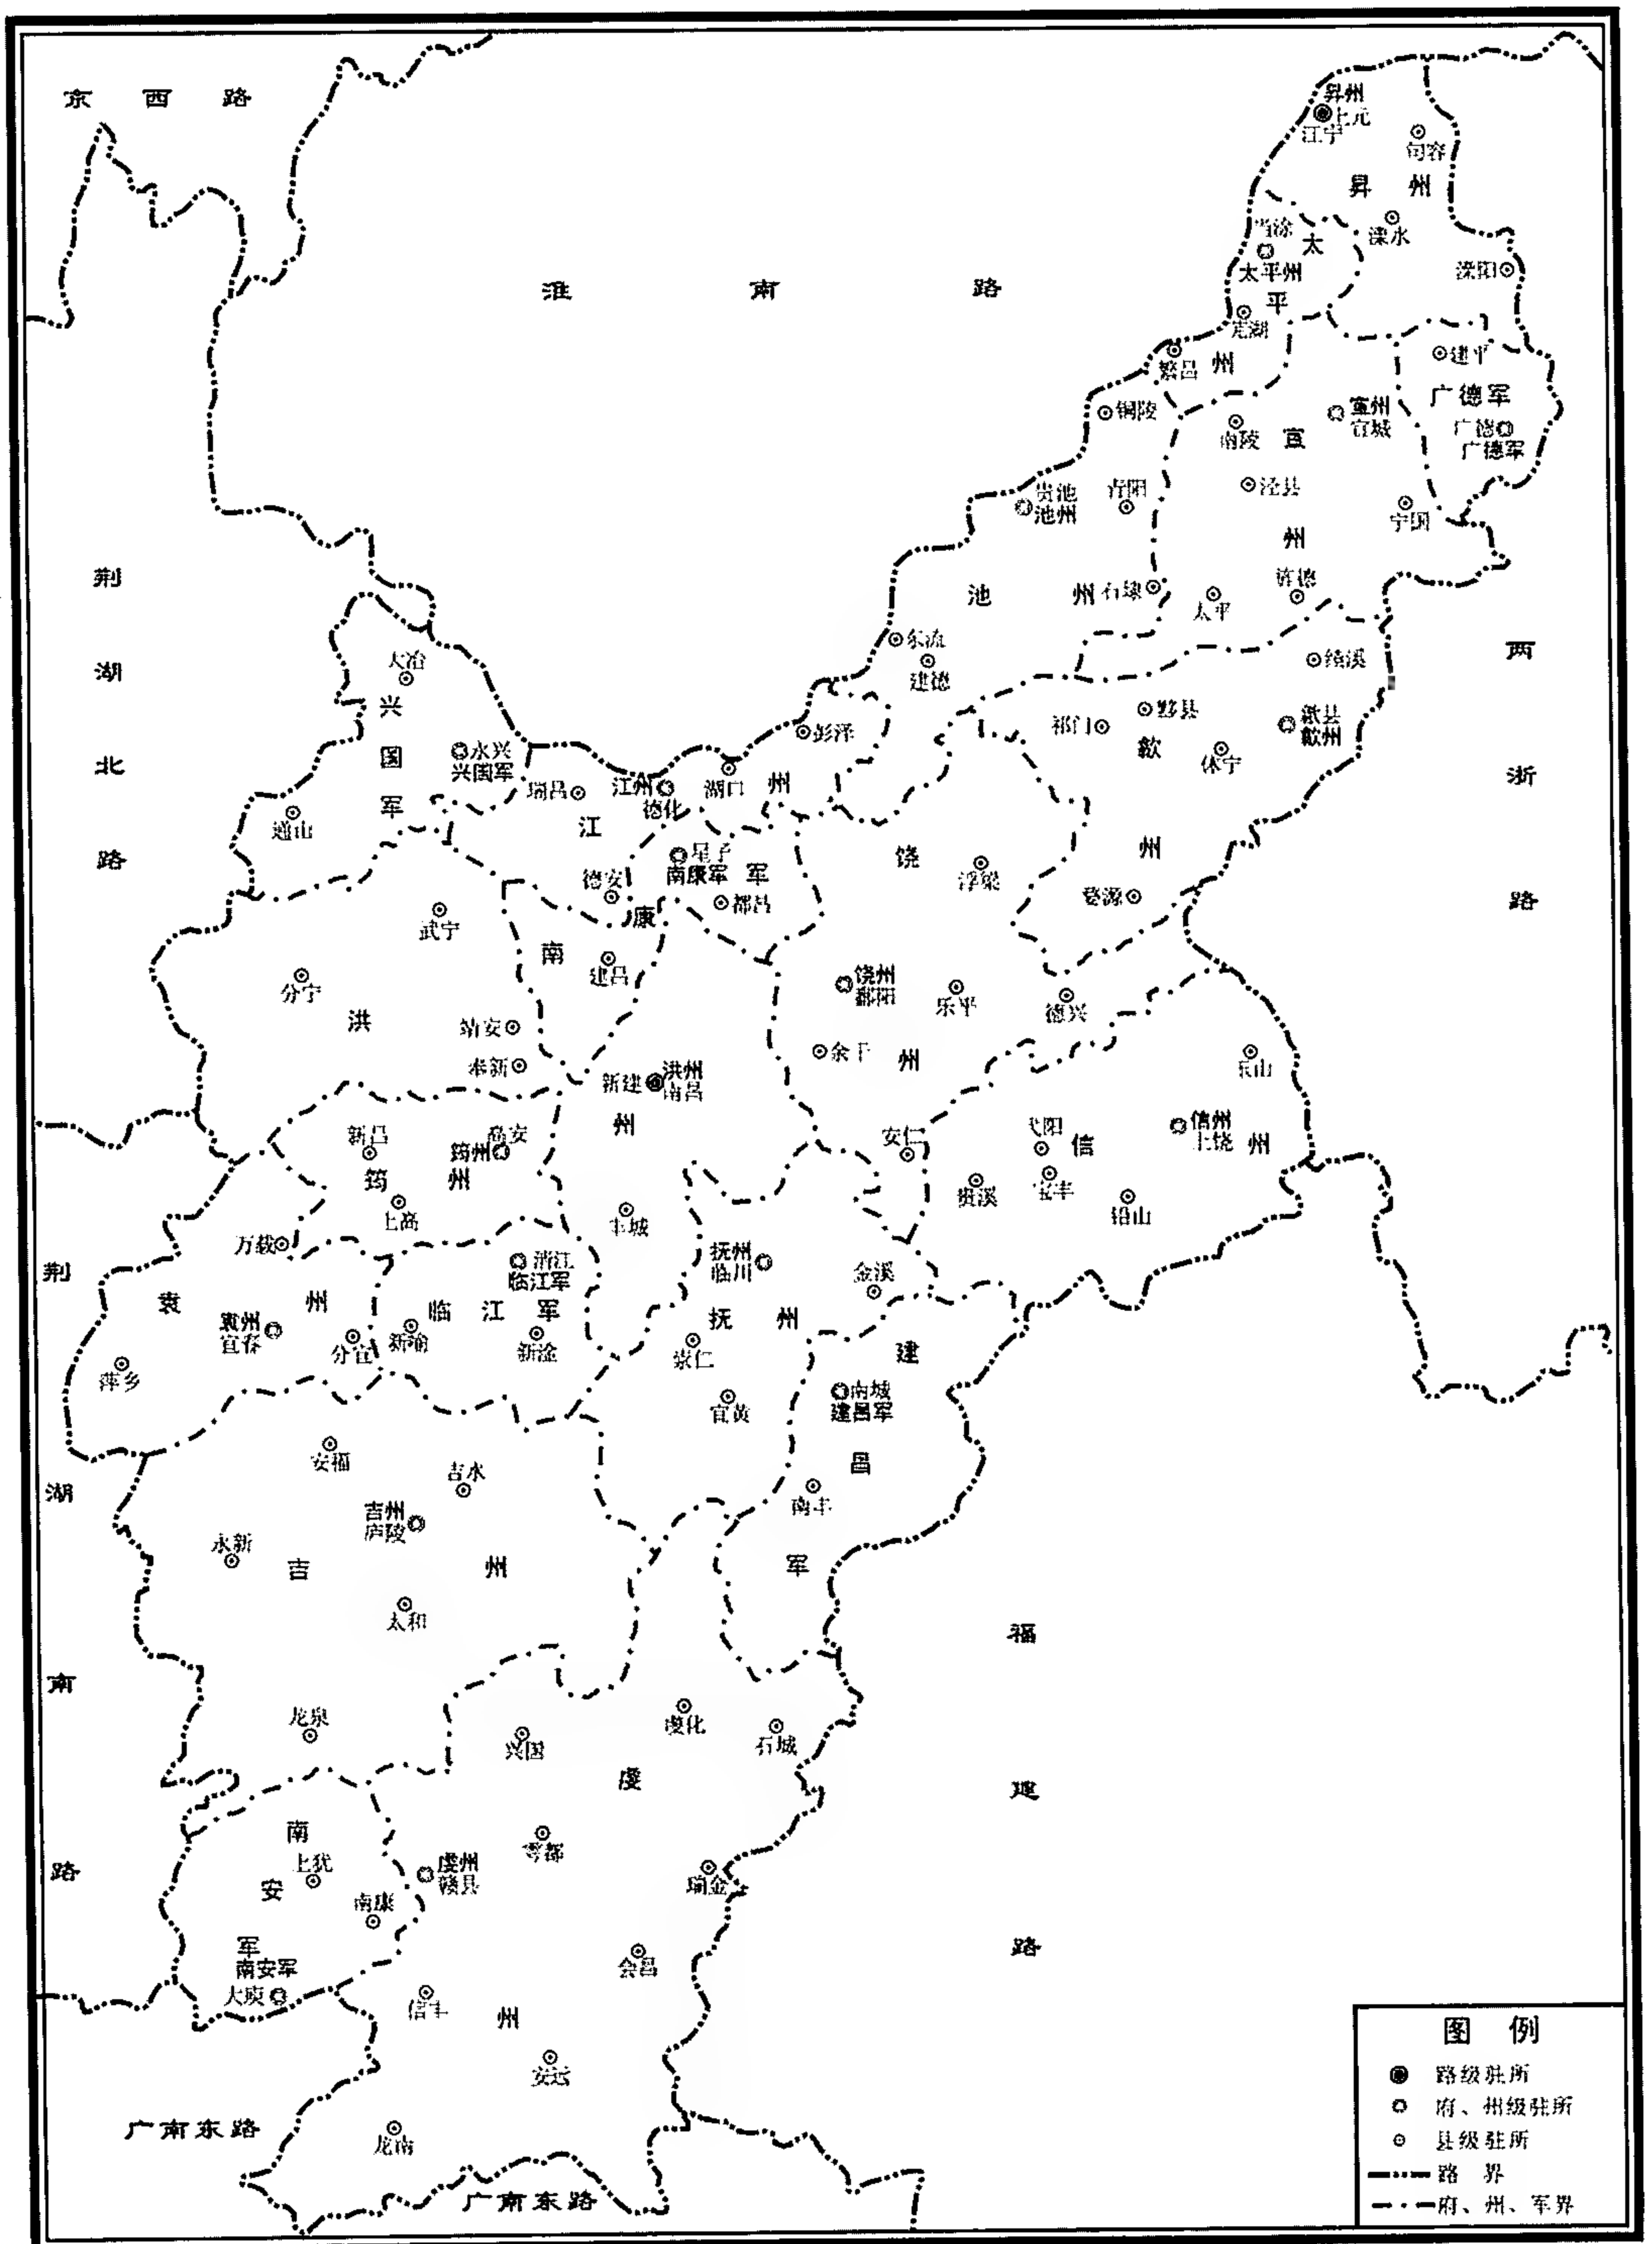 京西路
淮南路
荆湖北路
荆湖南路
两浙路
福建路
广南东路
广南东路
昇州
上元
江宁
句容
昇州
溧水
溧阳
当涂
太平州
太平州
芜湖
繁昌
建平
广德军
广德
广德军
铜陵
南陵
宣州
宣城
宣州
泾县
宁国
贵池
池州
青阳
池州
石埭
太平
旌德
东流
建德
绩溪
大冶
兴国军
永兴
兴国军
通山
彭泽
祁门
黟县
歙县
歙州
歙州
休宁
瑞昌
江州
德化
湖口
江州
星子
南康军
南康军
德安
都昌
饶州
浮梁
婺源
武宁
建昌
分宁
洪州
靖安
奉新
新建
洪州
南昌
饶州
鄱阳
乐平
德兴
余干
新昌
高安
筠州
筠州
上高
安仁
弋阳
信州
信州
上饶
贵溪
宝丰
铅山
丰城
万载
清江
临江军
抚州
临川
金溪
袁州
袁州
宜春
分宜
临江军
新渝
新淦
抚州
崇仁
萍乡
宜黄
建昌军
南城
建昌军
安福
吉水
吉州
庐陵
永新
吉州
南丰
太和
龙泉
兴国
虔化
石城
虔州
南安军
上犹
南康
虔州
赣县
雩都
瑞金
会昌
南安军
大庾
信丰
安远
龙南
图例
路级驻所
府、州级驻所
县级驻所
路界
府、州、军界